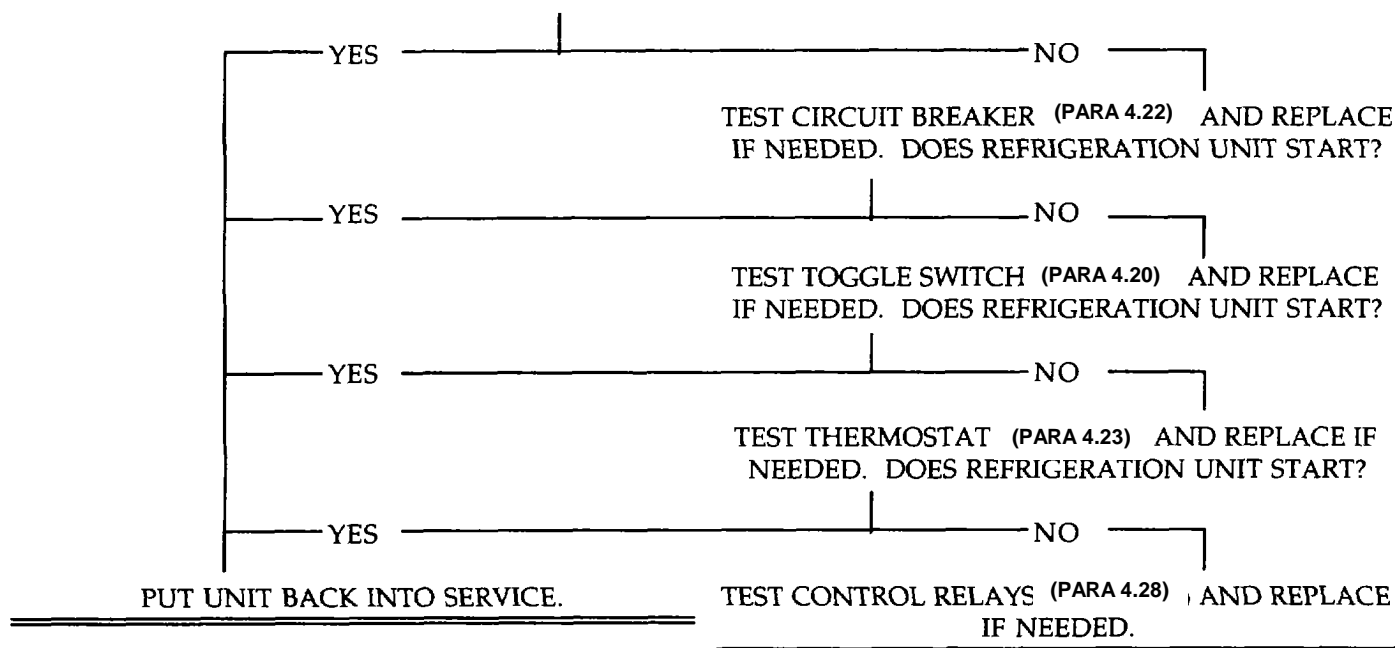 YES NO
TEST CIRCUIT BREAKER (PARA 4.22) AND REPLACE
IF NEEDED. DOES REFRIGERATION UNIT START?
YES NO
TEST TOGGLE SWITCH (PARA 4.20) AND REPLACE
IF NEEDED. DOES REFRIGERATION UNIT START?
YES NO
TEST THERMOSTAT (PARA 4.23) AND REPLACE IF
NEEDED. DOES REFRIGERATION UNIT START?
YES NO
PUT UNIT BACK INTO SERVICE.
TEST CONTROL RELAYS (PARA 4.28) , AND REPLACE
IF NEEDED.